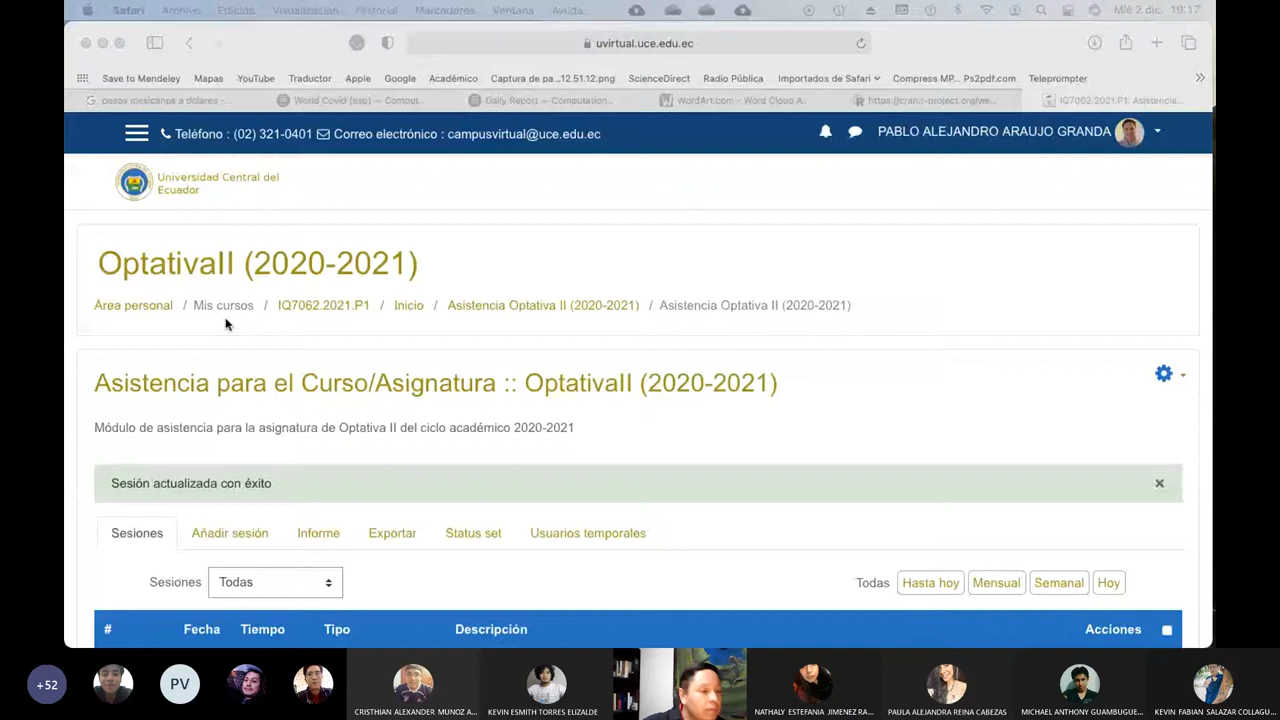 Safari Archivo Edición Visualización Historial Marcadores Ventana Ayuda Mié 2 dic. 19:17
uvirtual.uce.edu.ec
Save to Mendeley Mapas YouTube Traductor Apple Google Académico Captura de pa...12.51.12.png ScienceDirect Radio Pública Importados de Safari Compress MP... Ps2pdf.com Teleprompter
pesos mexicanos a dolares -... World Covid (esp) — Comput... Daily Report — Computation... WordArt.com - Word Cloud A... https://cran.r-project.org/we... IQ7062.2021.P1: Asistencia...
Teléfono : (02) 321-0401 Correo electrónico : campusvirtual@uce.edu.ec PABLO ALEJANDRO ARAUJO GRANDA
Universidad Central del
Ecuador
OptativaII (2020-2021)
Área personal / Mis cursos / IQ7062.2021.P1 / Inicio / Asistencia Optativa II (2020-2021) / Asistencia Optativa II (2020-2021)
Asistencia para el Curso/Asignatura :: OptativaII (2020-2021)
Módulo de asistencia para la asignatura de Optativa II del ciclo académico 2020-2021
Sesión actualizada con éxito ×
Sesiones Añadir sesión Informe Exportar Status set Usuarios temporales
Sesiones Todas Todas Hasta hoy Mensual Semanal Hoy
# Fecha Tiempo Tipo Descripción Acciones
+52 PV
CRISTHIAN ALEXANDER MUNOZ A... KEVIN ESMITH TORRES ELIZALDE NATHALY ESTEFANIA JIMENEZ RA... PAULA ALEJANDRA REINA CABEZAS MICHAEL ANTHONY GUAMBUGUE... KEVIN FABIAN SALAZAR COLLAGU...